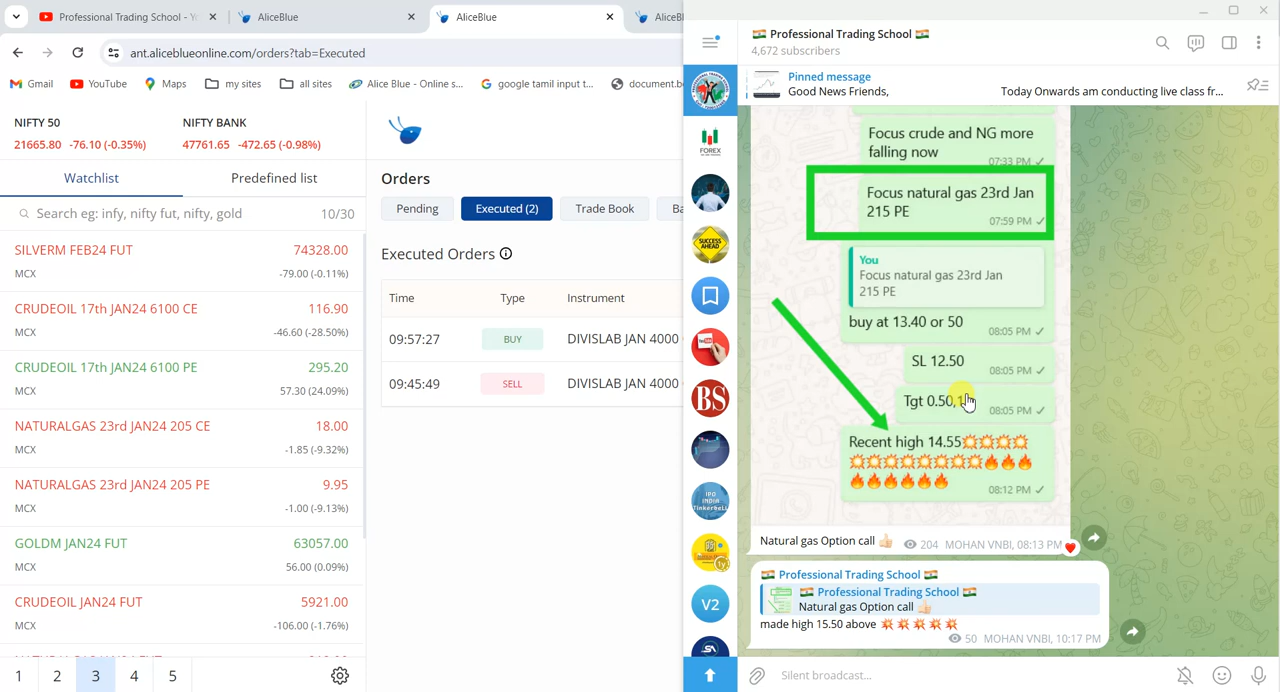 Professional Trading School - Y
AliceBlue
AliceBlue
AliceBl
ant.aliceblueonline.com/orders?tab=Executed
Gmail
YouTube
Maps
my sites
all sites
Alice Blue - Online s...
google tamil input t...
document.b
NIFTY 50
21665.80 -76.10 (-0.35%)
NIFTY BANK
47761.65 -472.65 (-0.98%)
Watchlist
Predefined list
Search eg: infy, nifty fut, nifty, gold
10/30
SILVERM FEB24 FUT 74328.00
MCX -79.00 (-0.11%)
CRUDEOIL 17th JAN24 6100 CE 116.90
MCX -46.60 (-28.50%)
CRUDEOIL 17th JAN24 6100 PE 295.20
MCX 57.30 (24.09%)
NATURALGAS 23rd JAN24 205 CE 18.00
MCX -1.85 (-9.32%)
NATURALGAS 23rd JAN24 205 PE 9.95
MCX -1.00 (-9.13%)
GOLDM JAN24 FUT 63057.00
MCX 56.00 (0.09%)
CRUDEOIL JAN24 FUT 5921.00
MCX -106.00 (-1.76%)
1 2 3 4 5
Orders
Pending
Executed (2)
Trade Book
Ba
Executed Orders
Time Type Instrument
09:57:27 BUY DIVISLAB JAN 4000
09:45:49 SELL DIVISLAB JAN 4000
Professional Trading School
4,672 subscribers
Pinned message
Good News Friends, Today Onwards am conducting live class fr...
FOREX
SUCCESS
AHEAD
BS
IPO
INDIA
TinkerbeLL
1y
V2
Focus crude and NG more
falling now
07:33 PM
Focus natural gas 23rd Jan
215 PE
07:59 PM
You
Focus natural gas 23rd Jan
215 PE
buy at 13.40 or 50
08:05 PM
SL 12.50
08:05 PM
Tgt 0.50,1
08:05 PM
Recent high 14.55💥💥💥💥
💥💥💥💥💥💥💥💥🔥🔥🔥
🔥🔥🔥🔥🔥🔥
08:12 PM
Natural gas Option call 👍🏻
204 MOHAN VNBI, 08:13 PM
Professional Trading School
Professional Trading School
Natural gas Option call 👍🏻
made high 15.50 above 💥💥💥💥💥
50 MOHAN VNBI, 10:17 PM
Silent broadcast...